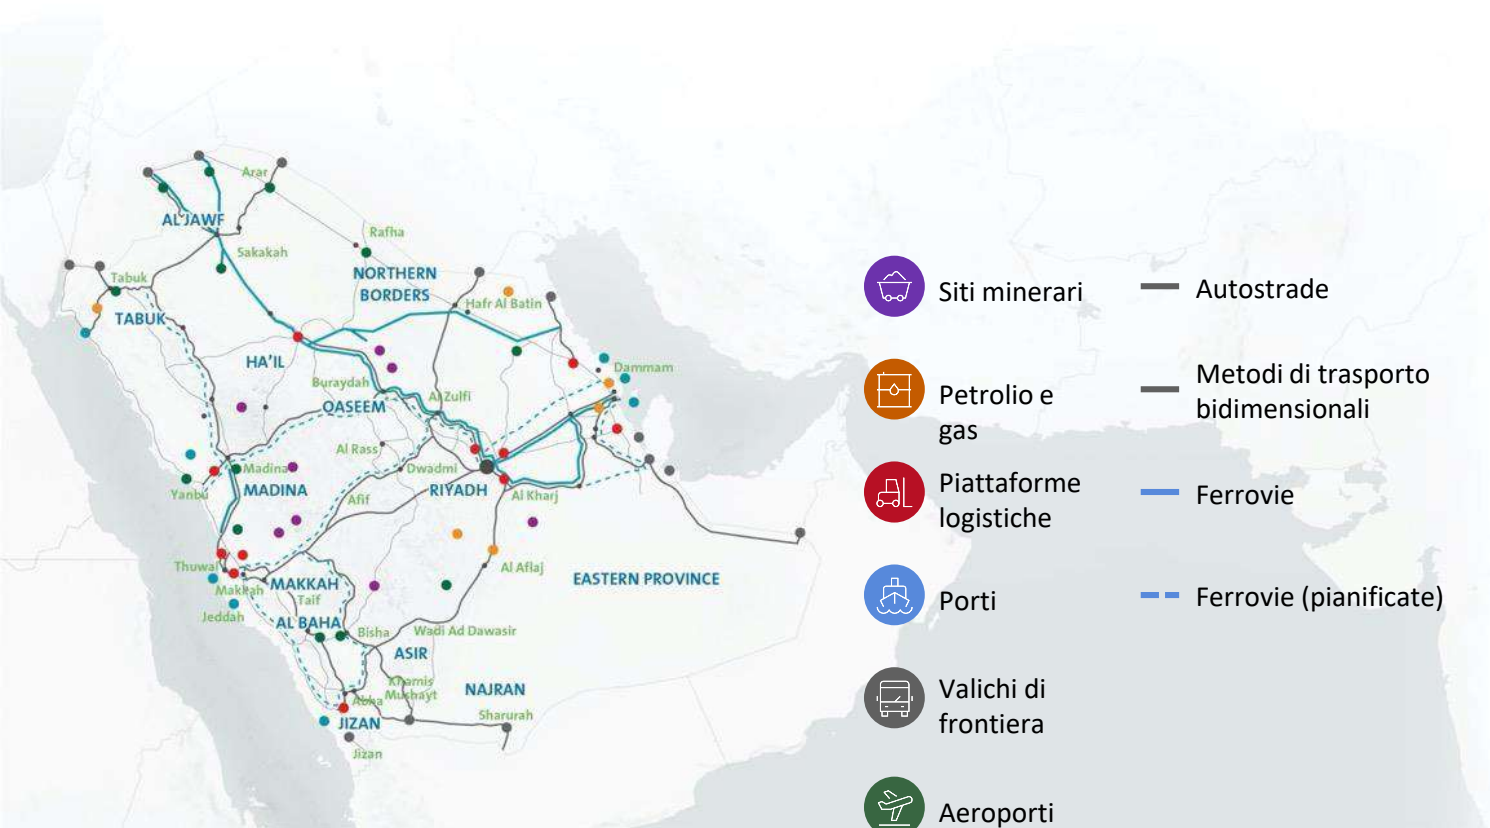 Arar
AL JAWF
Rafha
Sakakah
Tabuk
NORTHERN
BORDERS
Hafr Al Batin
TABUK
HA'IL
Dammam
Buraydah
Al Zulfi
QASEEM
Al Rass
Madina
Dwadmi
Yanbu
MADINA
RIYADH
Al Kharj
Afif
Thuwal
Al Aflaj
EASTERN PROVINCE
MAKKAH
Makkah
Taif
Jeddah
AL BAHA
Bisha
Wadi Ad Dawasir
ASIR
Khamis
Mushayt
NAJRAN
Abha
Sharurah
JIZAN
Jizan
Siti minerari
Petrolio e
gas
Piattaforme
logistiche
Porti
Valichi di
frontiera
Aeroporti
Autostrade
Metodi di trasporto
bidimensionali
Ferrovie
Ferrovie (pianificate)